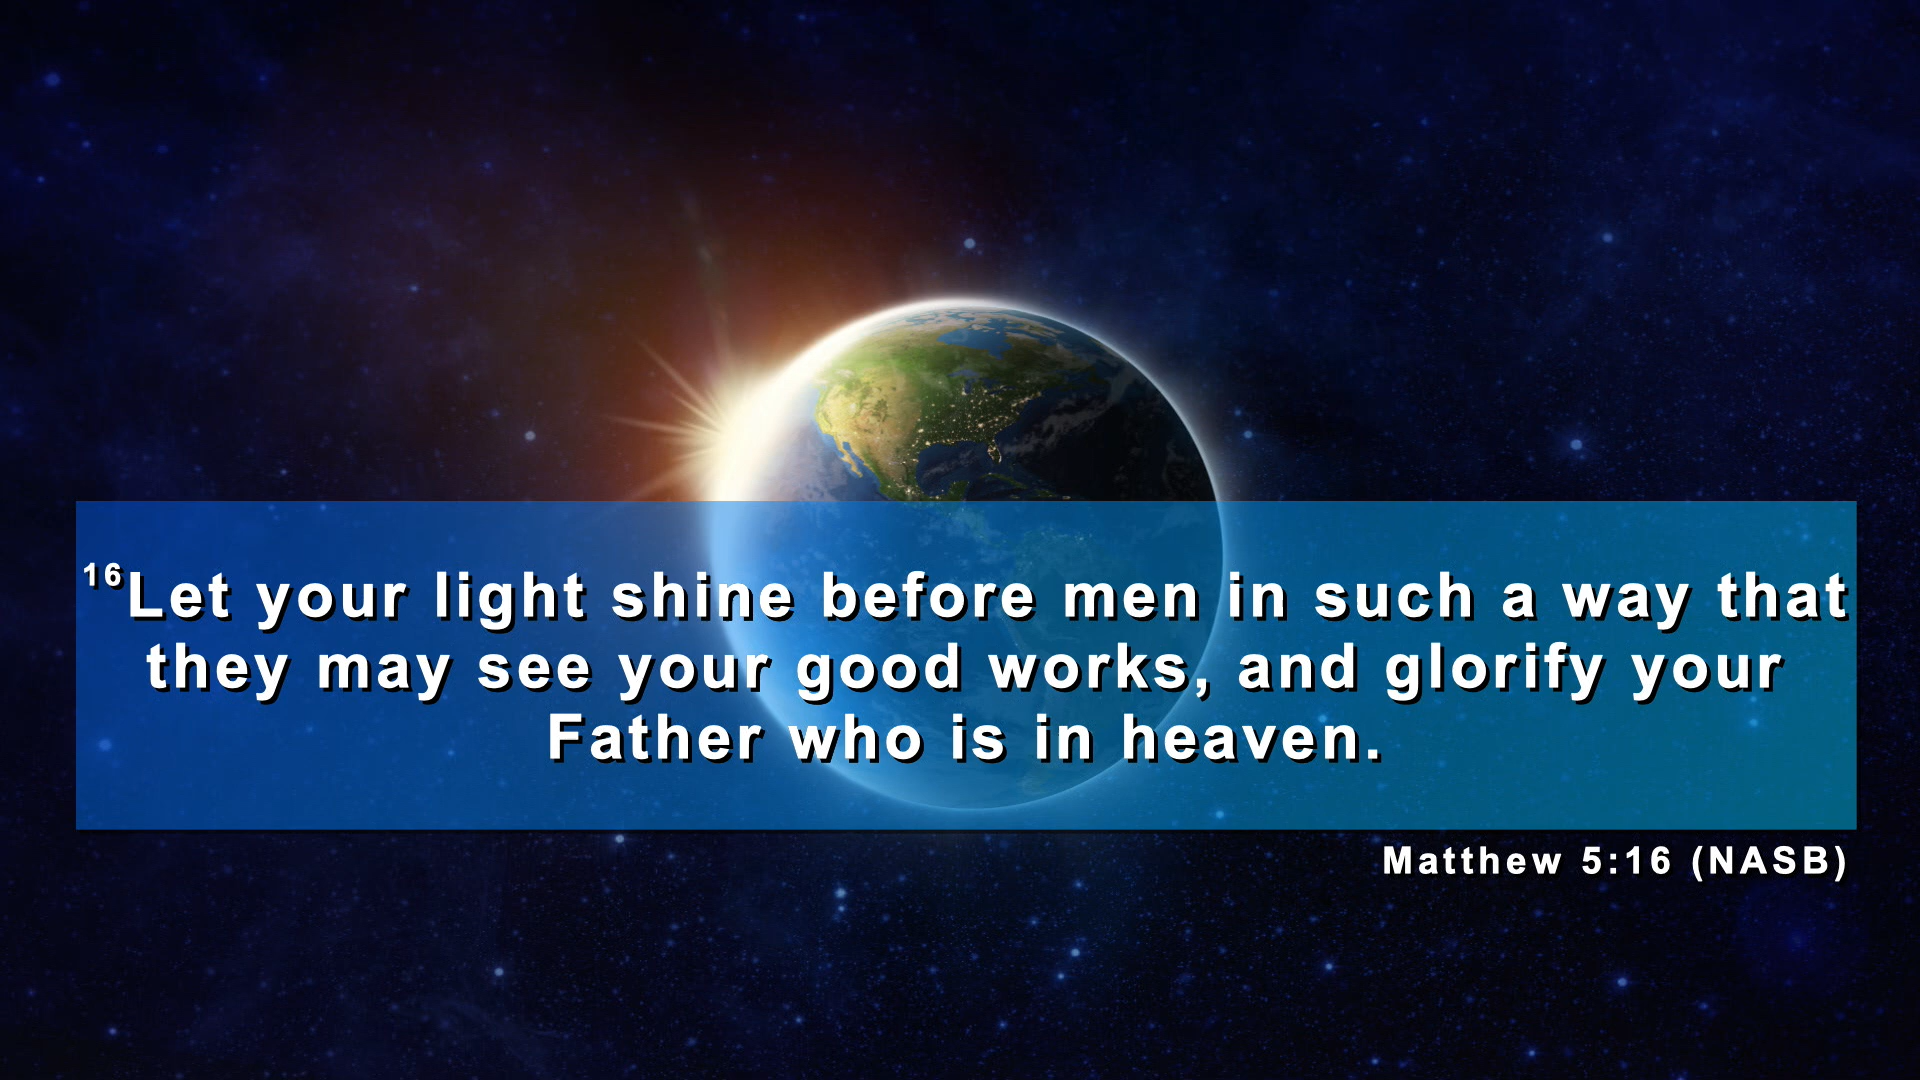 16Let your light shine before men in such a way that
they may see your good works, and glorify your
Father who is in heaven.
Matthew 5:16 (NASB)